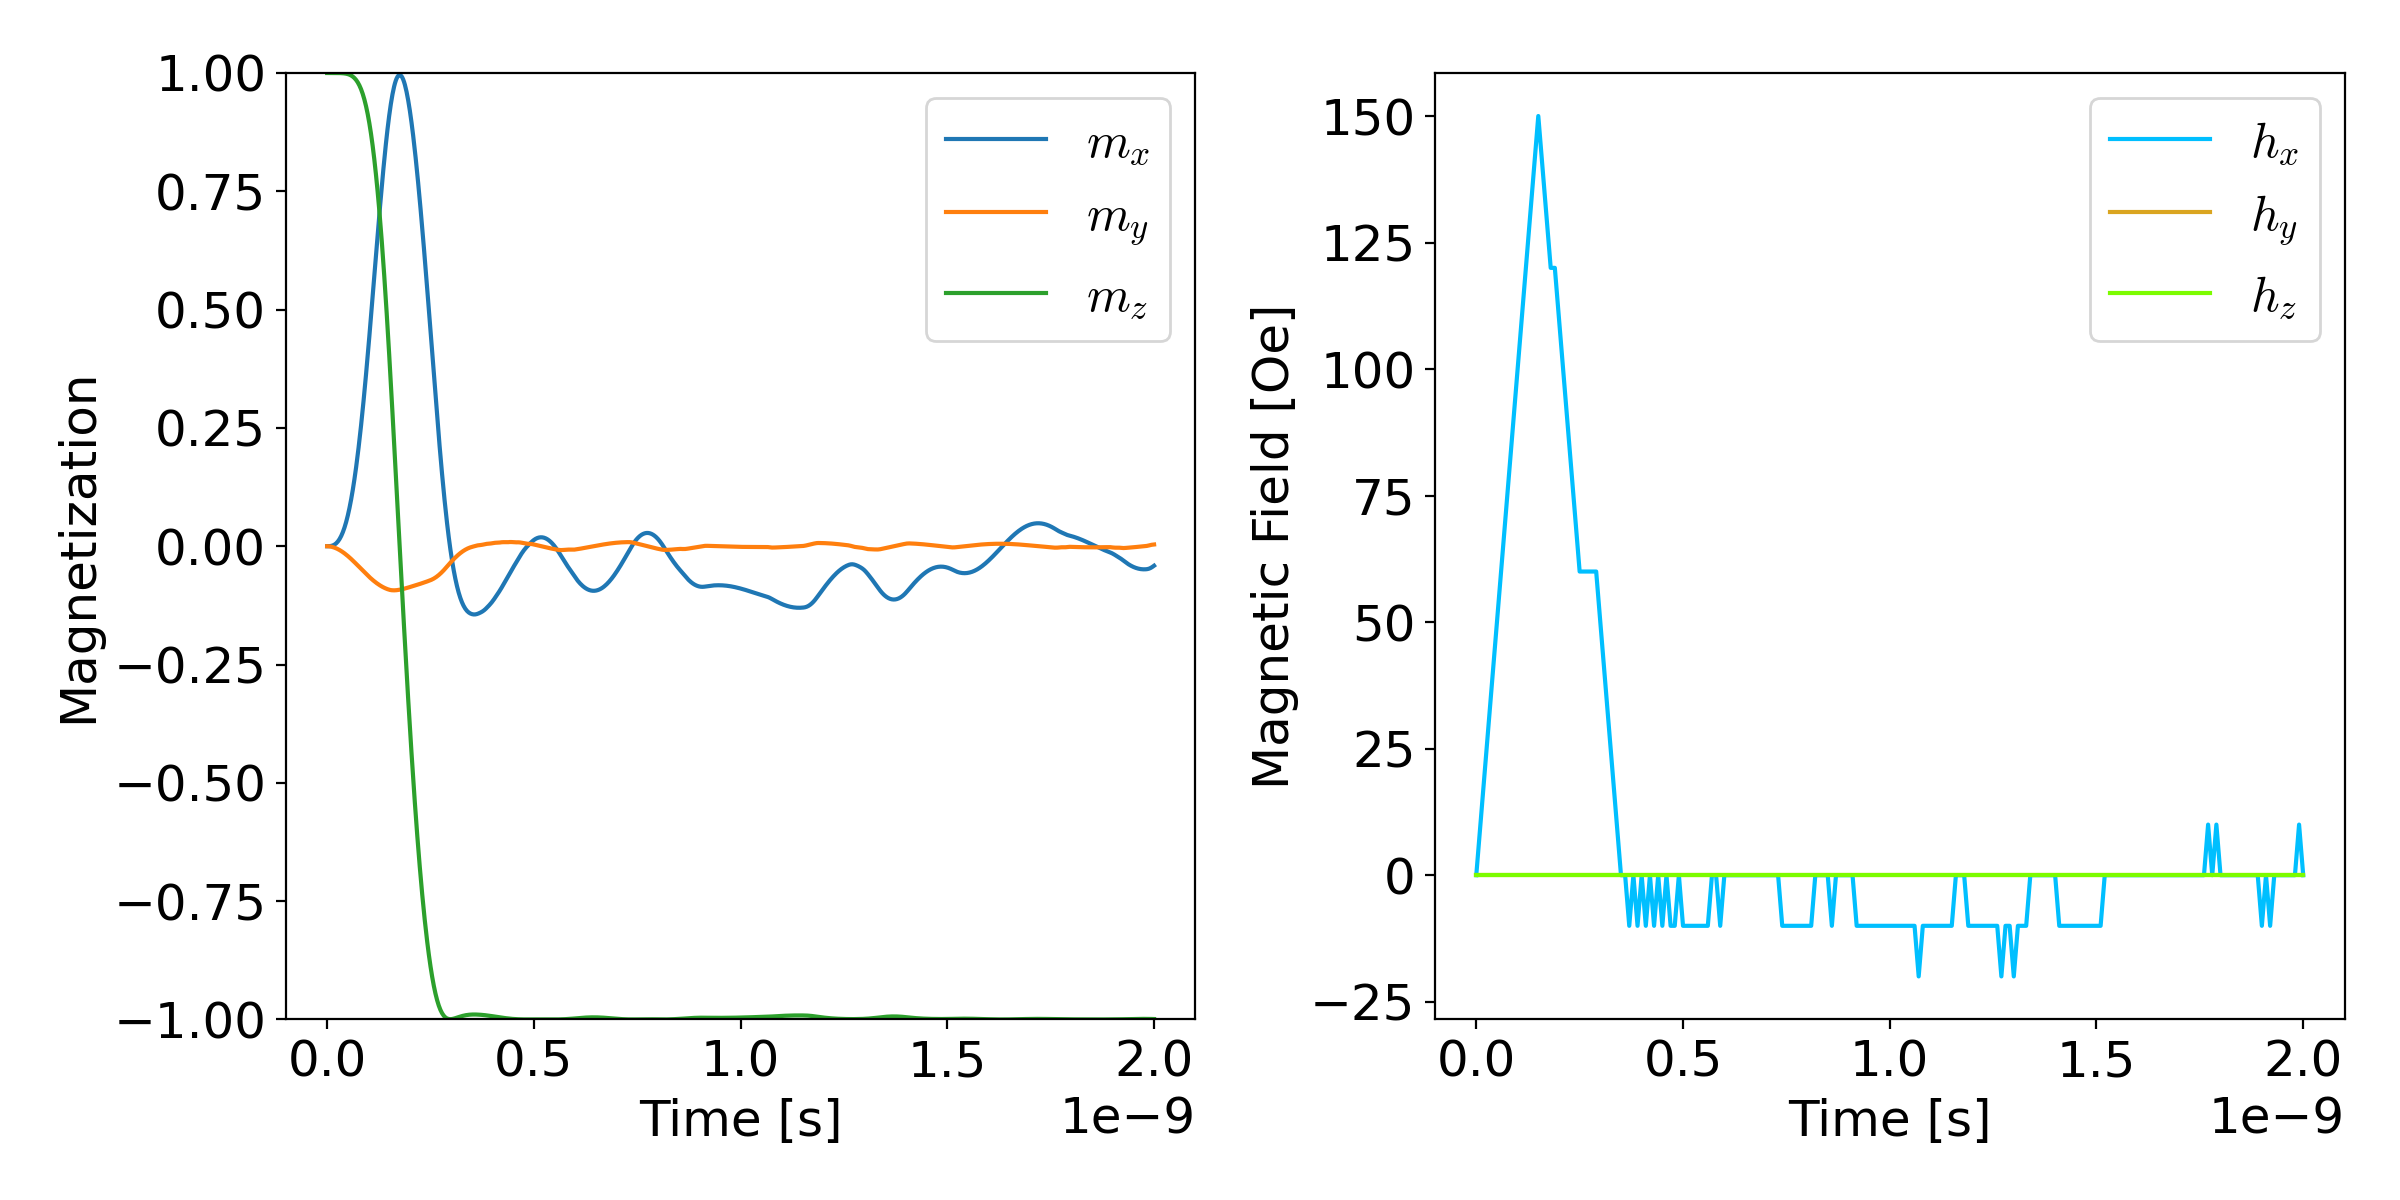 Magnetization
1.00
0.75
0.50
0.25
0.00
−0.25
−0.50
−0.75
−1.00
0.0 0.5 1.0 1.5 2.0
Time [s]
1e−9
m_x
m_y
m_z
Magnetic Field [Oe]
150
125
100
75
50
25
0
−25
0.0 0.5 1.0 1.5 2.0
Time [s]
1e−9
h_x
h_y
h_z